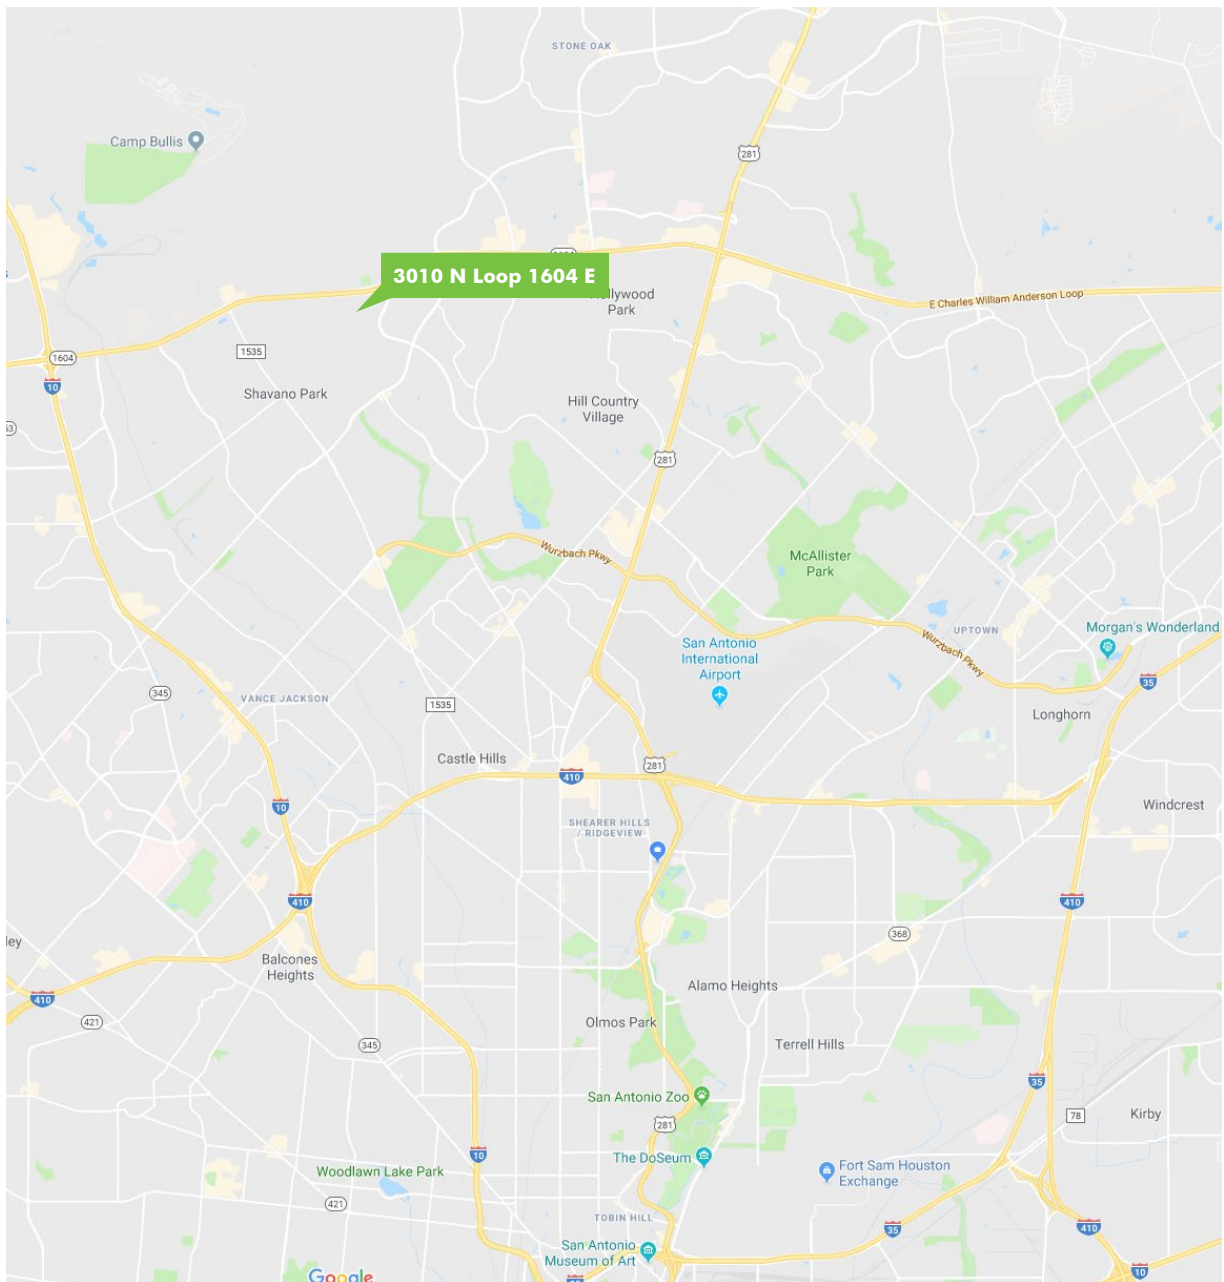 STONE OAK
Camp Bullis
281
3010 N Loop 1604 E
Park
E Charles William Anderson Loop
1604
1535
10
Shavano Park
Hill Country
Village
281
Wurzbach Pkwy
McAllister
Park
UPTOWN
Morgan's Wonderland
Wurzbach Pkwy
San Antonio
International
Airport
35
345
VANCE JACKSON
1535
Longhorn
Castle Hills
281
410
10
Windcrest
SHEARER HILLS
/ RIDGEVIEW
410
410
368
Balcones
Heights
Alamo Heights
410
421
Olmos Park
345
Terrell Hills
35
San Antonio Zoo
78
Kirby
281
10
The DoSeum
Woodlawn Lake Park
Fort Sam Houston
Exchange
421
TOBIN HILL
35
410
San Antonio
Museum of Art
10
Google